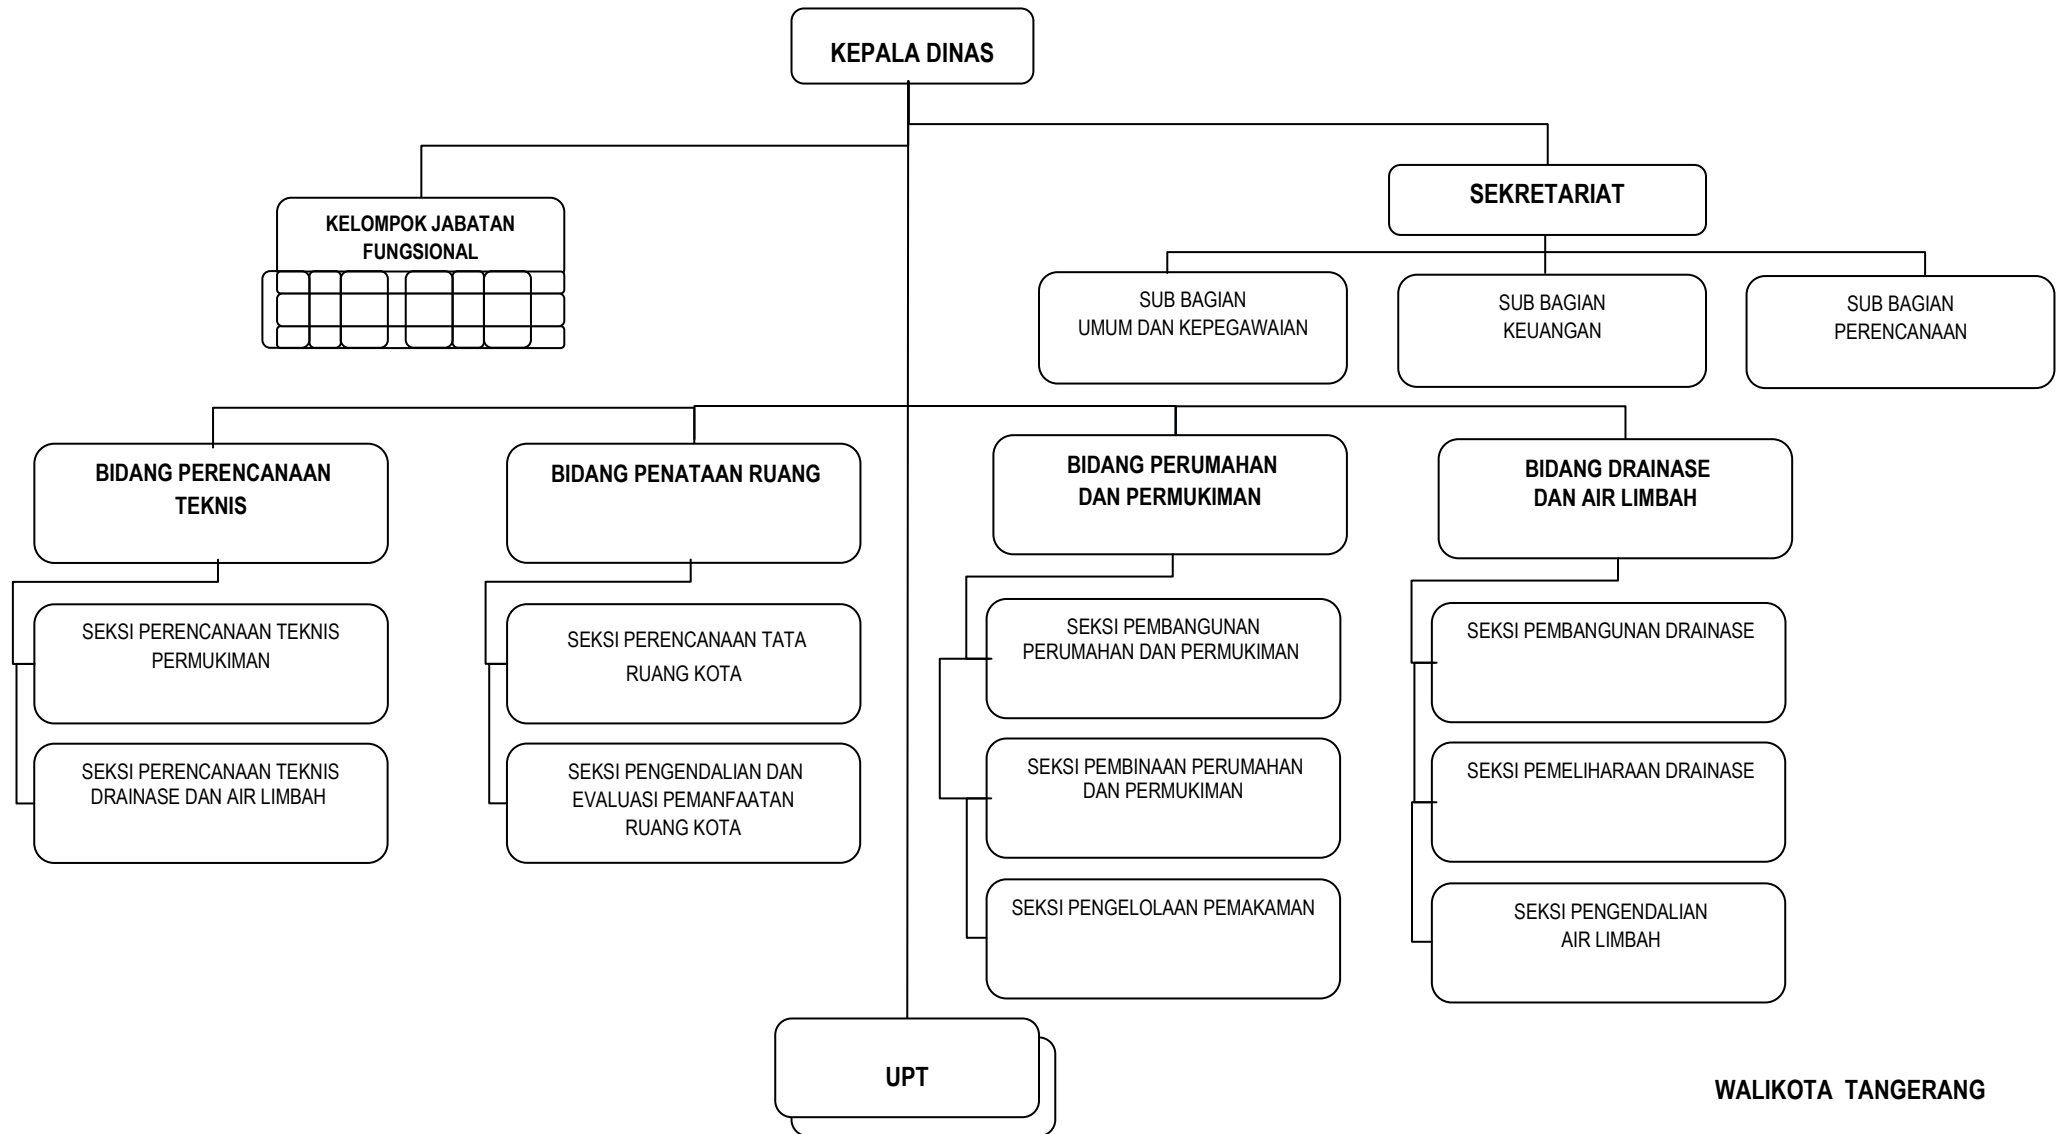 KEPALA DINAS
SEKRETARIAT
KELOMPOK JABATAN
FUNGSIONAL
SUB BAGIAN
UMUM DAN KEPEGAWAIAN
SUB BAGIAN
KEUANGAN
SUB BAGIAN
PERENCANAAN
BIDANG PERENCANAAN
TEKNIS
BIDANG PENATAAN RUANG
BIDANG PERUMAHAN
DAN PERMUKIMAN
BIDANG DRAINASE
DAN AIR LIMBAH
SEKSI PERENCANAAN TEKNIS
PERMUKIMAN
SEKSI PERENCANAAN TATA
RUANG KOTA
SEKSI PEMBANGUNAN
PERUMAHAN DAN PERMUKIMAN
SEKSI PEMBANGUNAN DRAINASE
SEKSI PERENCANAAN TEKNIS
DRAINASE DAN AIR LIMBAH
SEKSI PENGENDALIAN DAN
EVALUASI PEMANFAATAN
RUANG KOTA
SEKSI PEMBINAAN PERUMAHAN
DAN PERMUKIMAN
SEKSI PEMELIHARAAN DRAINASE
SEKSI PENGELOLAAN PEMAKAMAN
SEKSI PENGENDALIAN
AIR LIMBAH
UPT
WALIKOTA TANGERANG